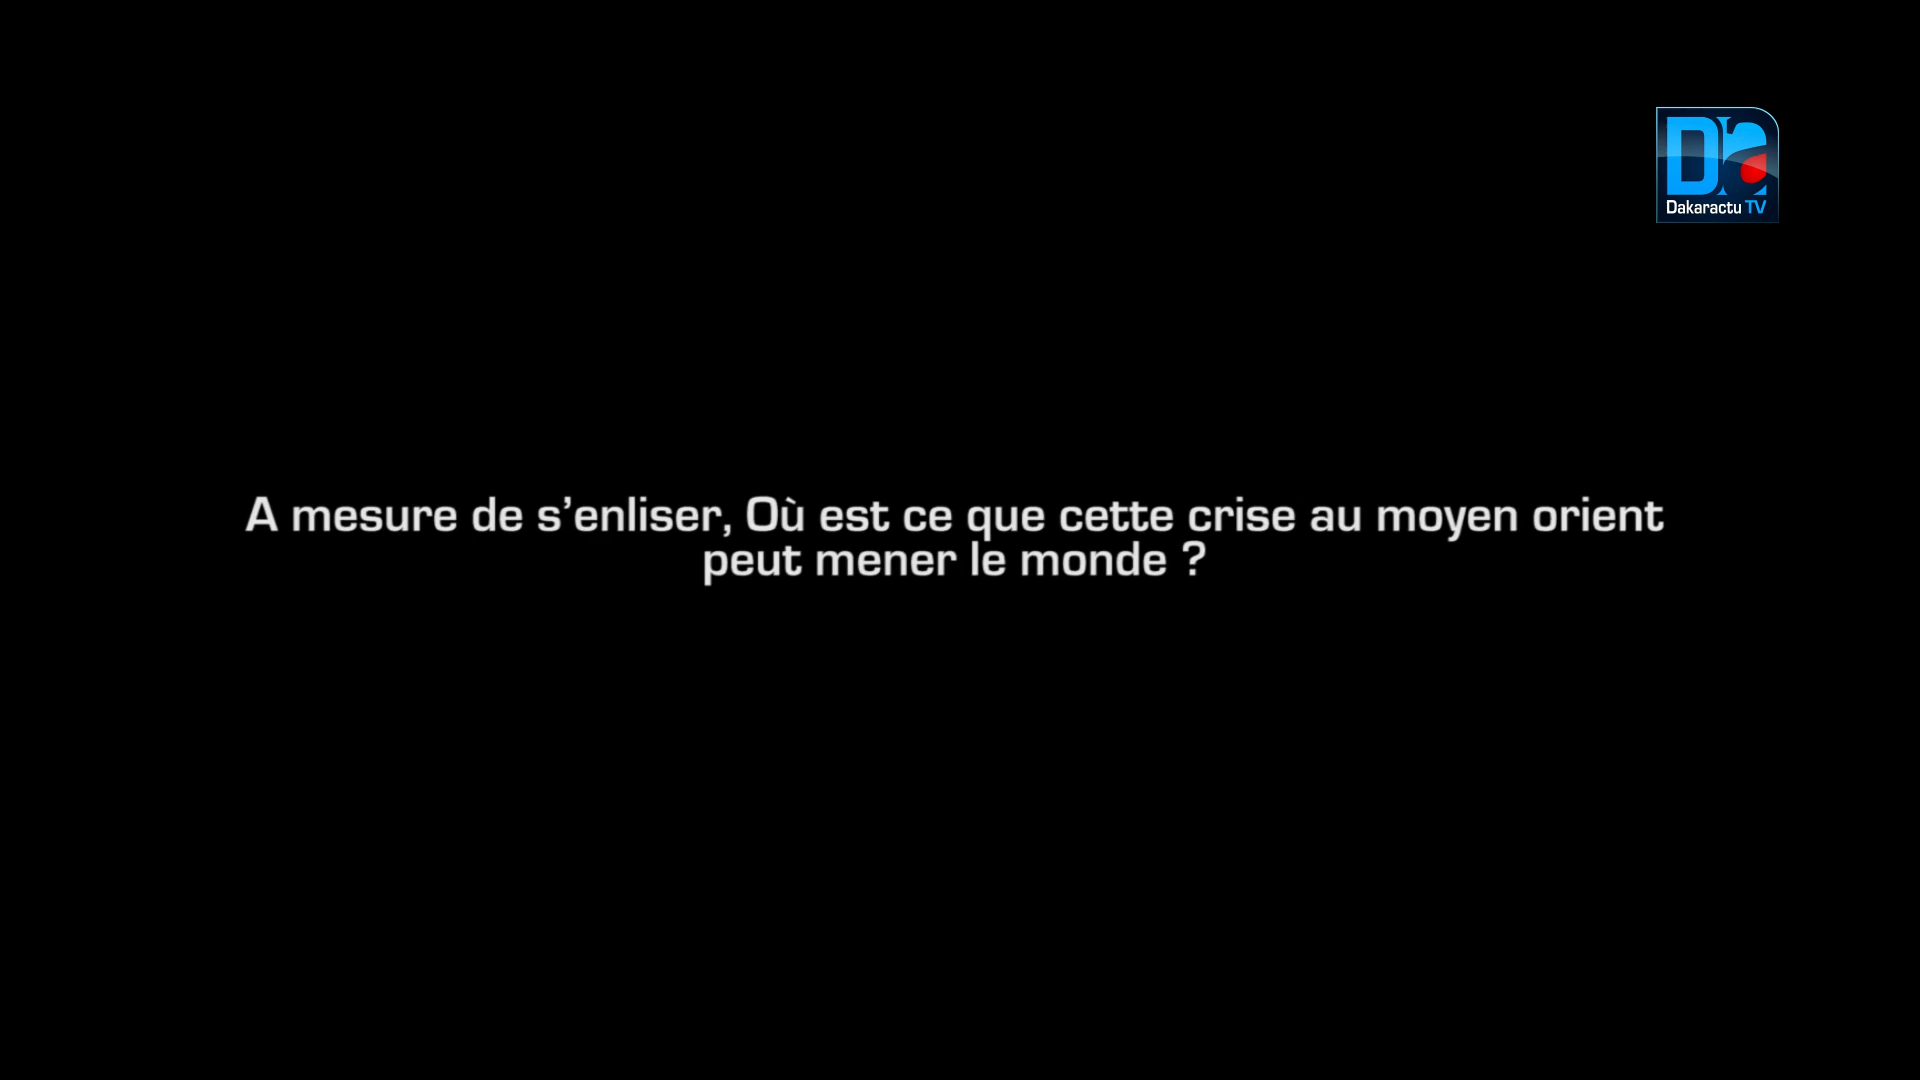 Da
Dakaractu TV
A mesure de s’enliser, Où est ce que cette crise au moyen orient
peut mener le monde ?